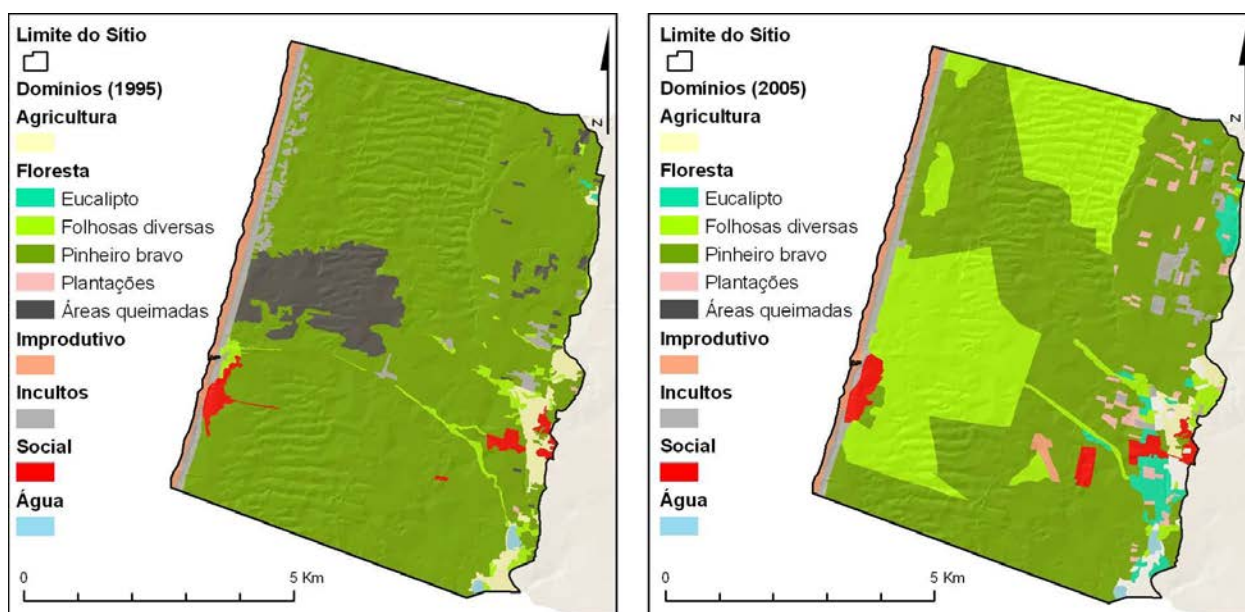 Limite do Sítio
Domínios (1995)
Agricultura
Floresta
Eucalipto
Folhosas diversas
Pinheiro bravo
Plantações
Áreas queimadas
Improdutivo
Incultos
Social
Água
0
5 Km
N
Limite do Sítio
Domínios (2005)
Agricultura
Floresta
Eucalipto
Folhosas diversas
Pinheiro bravo
Plantações
Áreas queimadas
Improdutivo
Incultos
Social
Água
0
5 Km
N